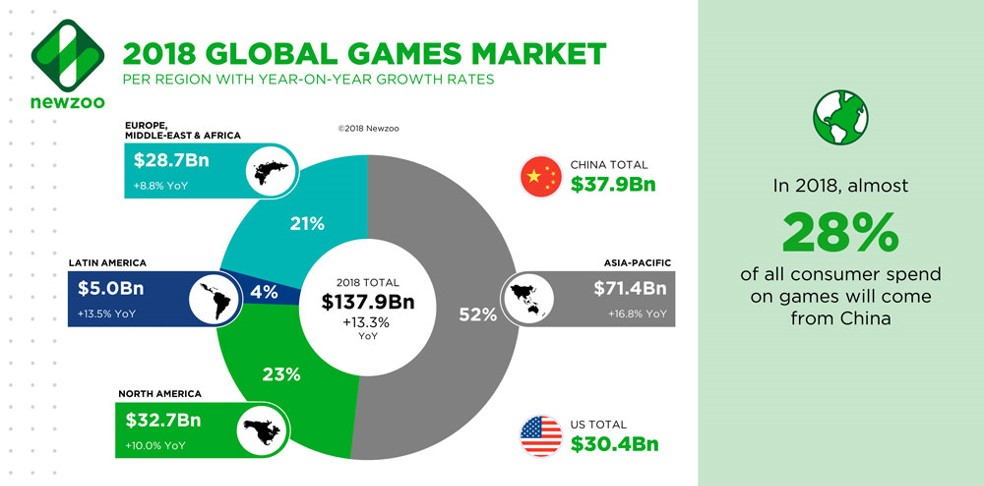 newzoo
2018 GLOBAL GAMES MARKET
PER REGION WITH YEAR-ON-YEAR GROWTH RATES
©2018 Newzoo
EUROPE,
MIDDLE-EAST & AFRICA
$28.7Bn
+8.8% YoY
21%
LATIN AMERICA
$5.0Bn
+13.5% YoY
4%
NORTH AMERICA
$32.7Bn
+10.0% YoY
23%
2018 TOTAL
$137.9Bn
+13.3%
YoY
52%
ASIA-PACIFIC
$71.4Bn
+16.8% YoY
CHINA TOTAL
$37.9Bn
US TOTAL
$30.4Bn
In 2018, almost
28%
of all consumer spend
on games will come
from China